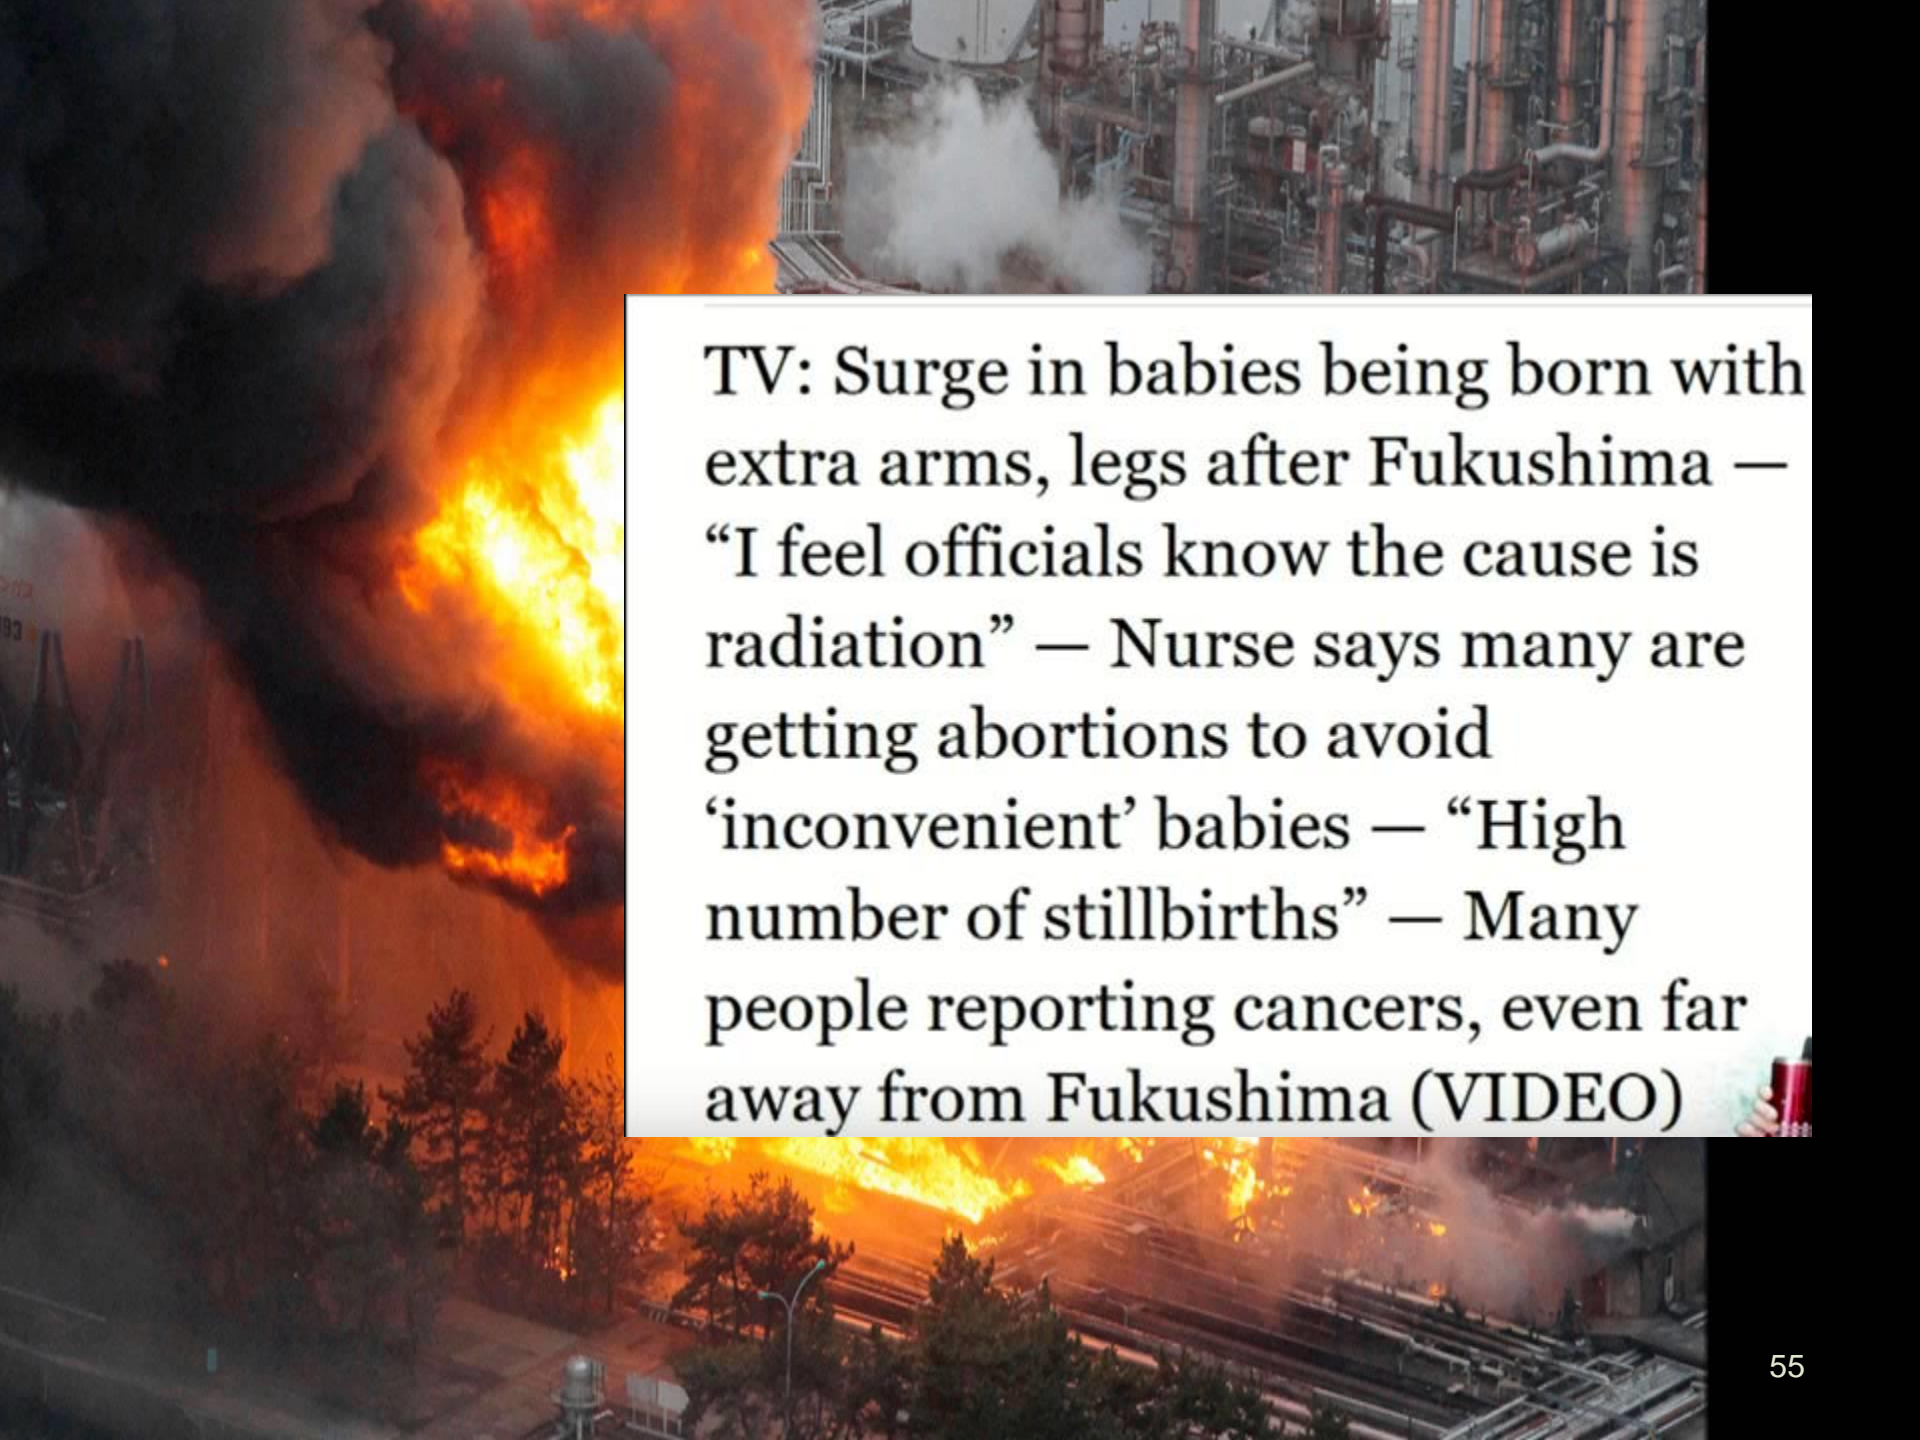 TV: Surge in babies being born with
extra arms, legs after Fukushima —
“I feel officials know the cause is
radiation” — Nurse says many are
getting abortions to avoid
‘inconvenient’ babies — “High
number of stillbirths” — Many
people reporting cancers, even far
away from Fukushima (VIDEO)
55